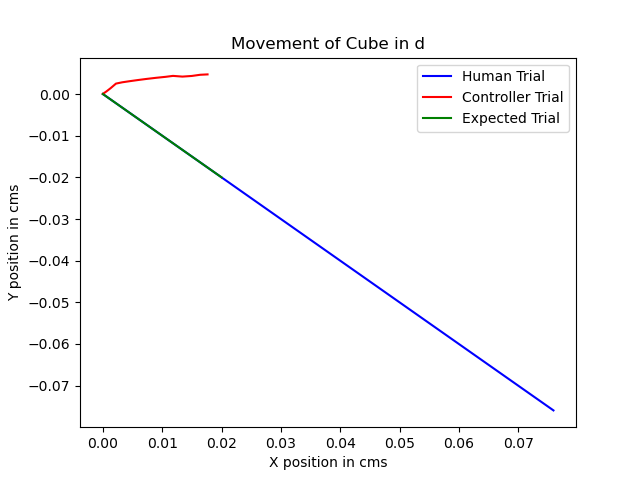 Movement of Cube in d
Human Trial
Controller Trial
Expected Trial
0.00
−0.01
−0.02
−0.03
−0.04
−0.05
−0.06
−0.07
Y position in cms
0.00 0.01 0.02 0.03 0.04 0.05 0.06 0.07
X position in cms